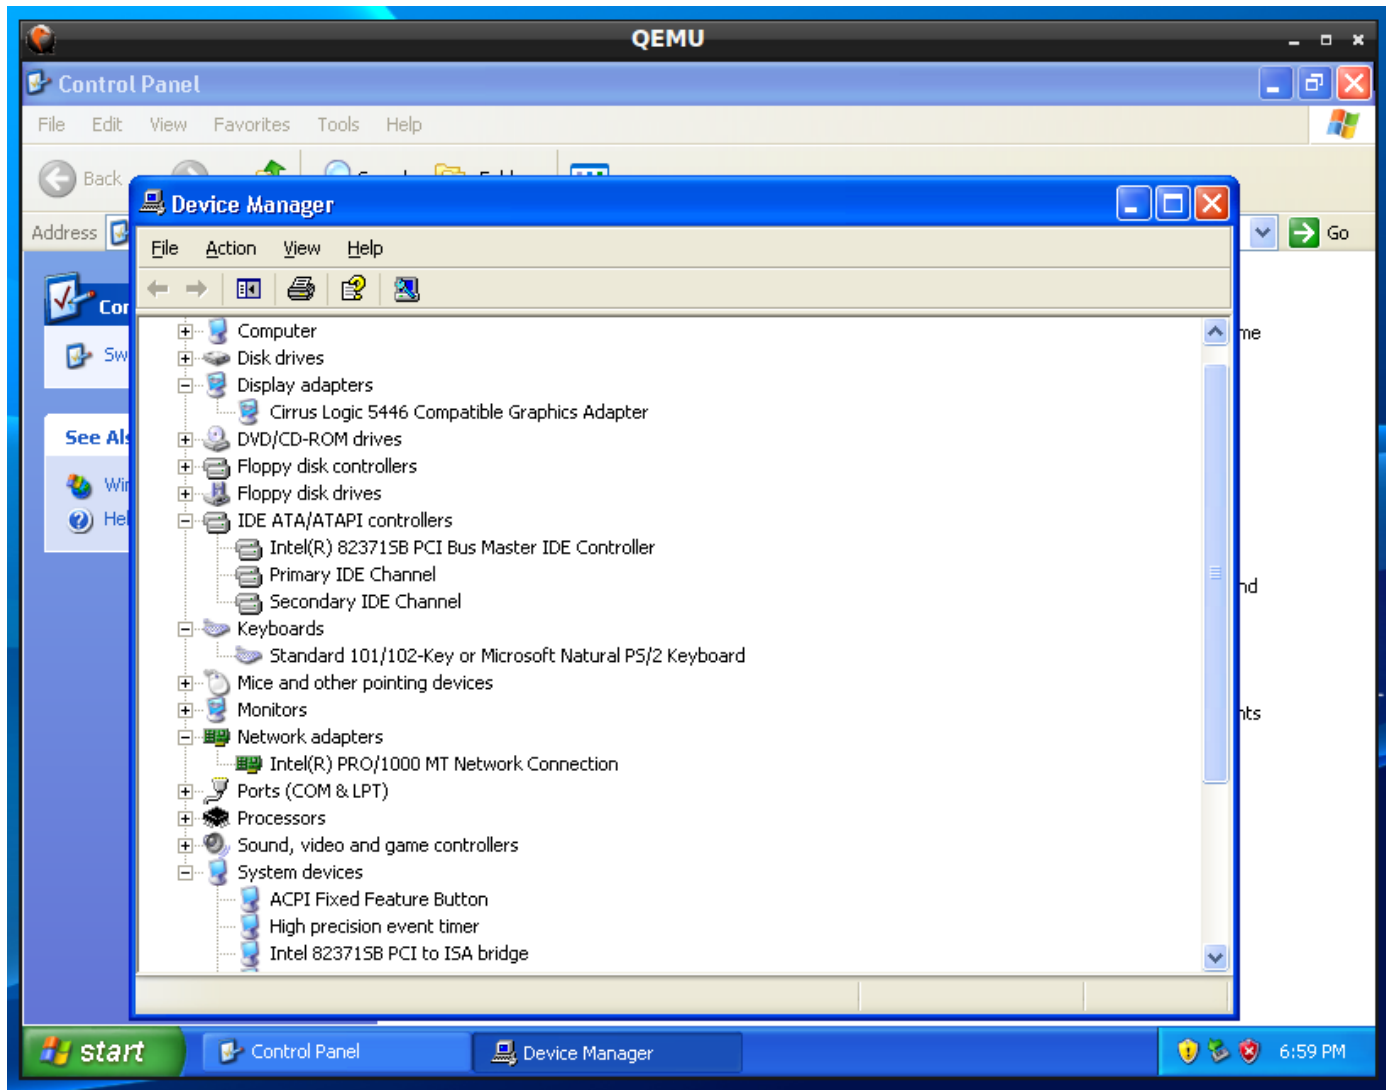 QEMU
Control Panel
File Edit View Favorites Tools Help
Back
Device Manager
Address
Go
File Action View Help
Computer
Disk drives
Display adapters
Cirrus Logic 5446 Compatible Graphics Adapter
DVD/CD-ROM drives
See Als
Floppy disk controllers
Floppy disk drives
IDE ATA/ATAPI controllers
Intel(R) 82371SB PCI Bus Master IDE Controller
Primary IDE Channel
Secondary IDE Channel
Keyboards
Standard 101/102-Key or Microsoft Natural PS/2 Keyboard
Mice and other pointing devices
Monitors
Network adapters
Intel(R) PRO/1000 MT Network Connection
Ports (COM & LPT)
Processors
Sound, video and game controllers
System devices
ACPI Fixed Feature Button
High precision event timer
Intel 82371SB PCI to ISA bridge
start Control Panel Device Manager 6:59 PM